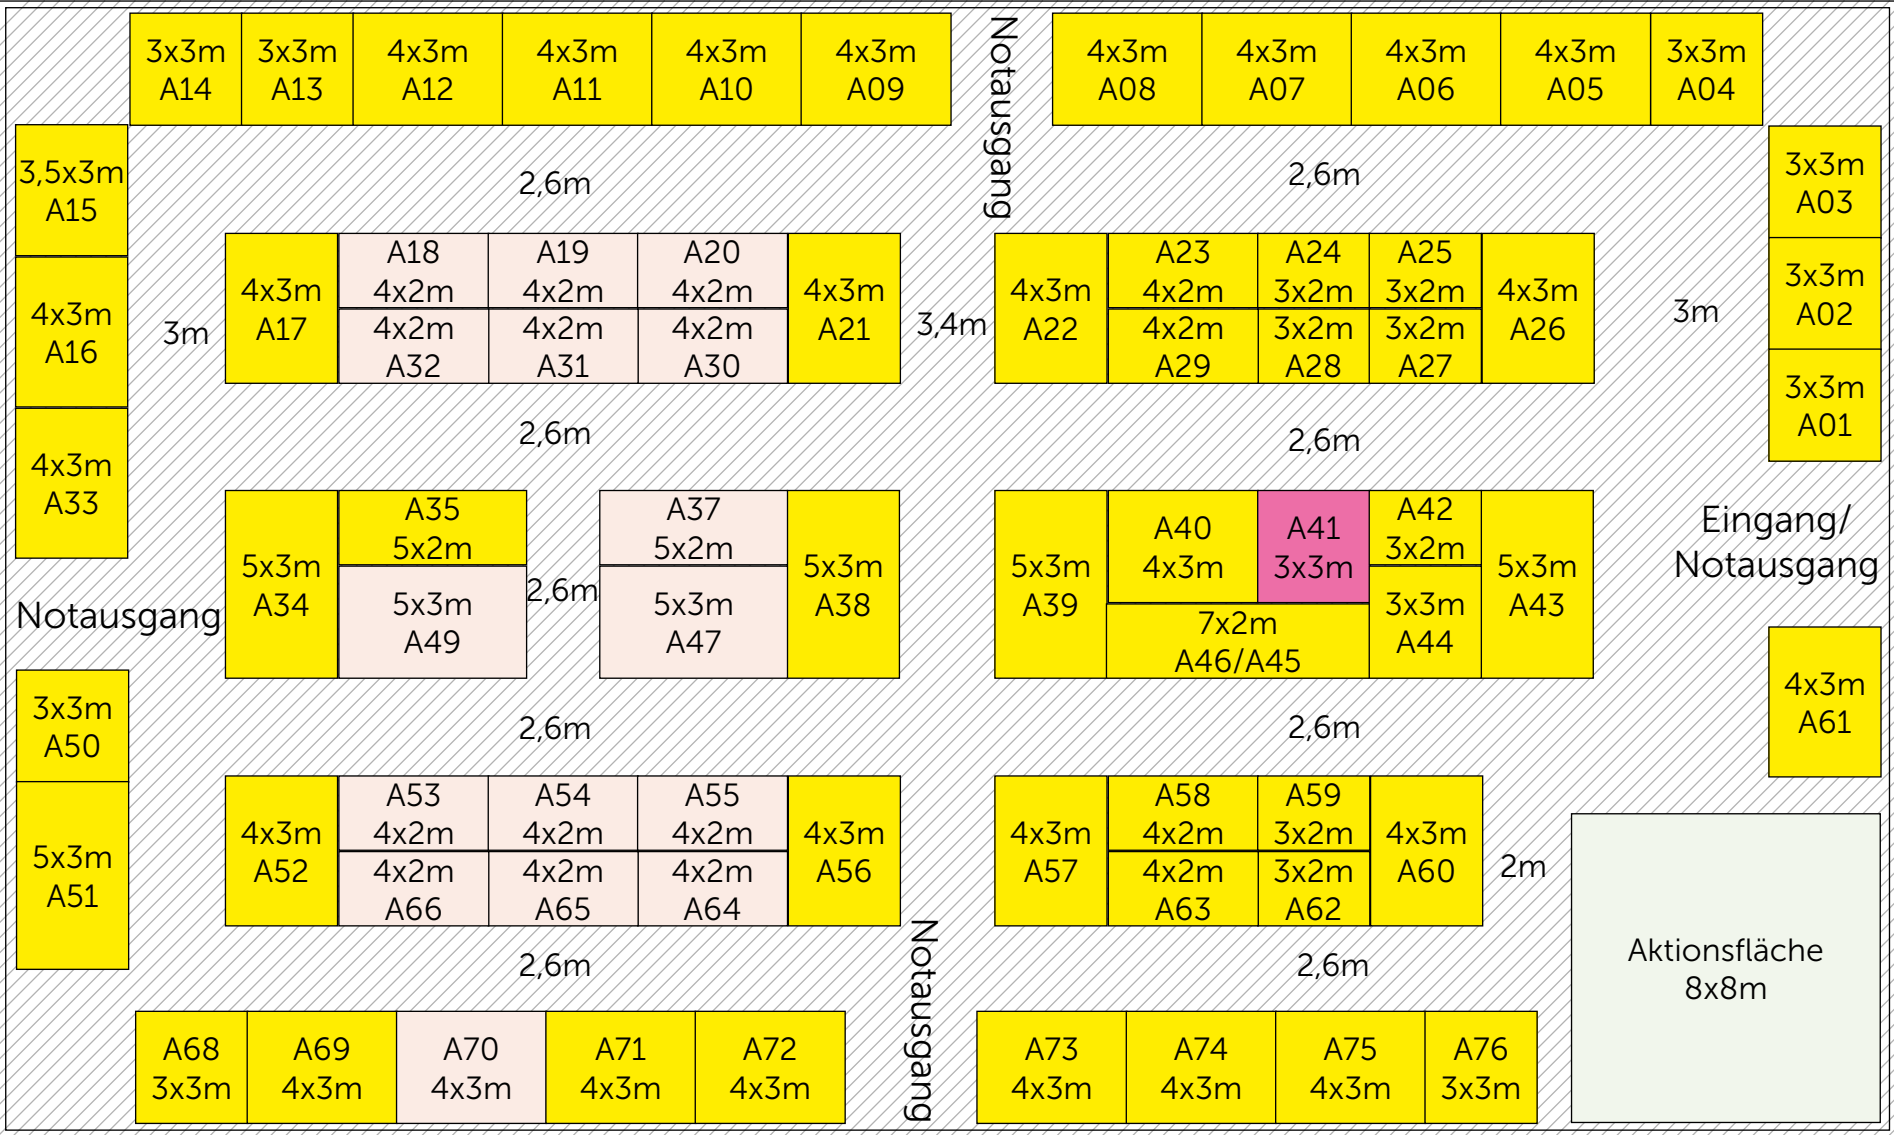 3x3m
A14
3x3m
A13
4x3m
A12
4x3m
A11
4x3m
A10
4x3m
A09
Notausgang
4x3m
A08
4x3m
A07
4x3m
A06
4x3m
A05
3x3m
A04
3,5x3m
A15
4x3m
A16
4x3m
A33
2,6m
2,6m
3x3m
A03
3x3m
A02
3x3m
A01
3m
4x3m
A17
A18
4x2m
A19
4x2m
A20
4x2m
4x2m
A32
4x2m
A31
4x2m
A30
4x3m
A21
3,4m
4x3m
A22
A23
4x2m
A24
3x2m
A25
3x2m
4x2m
A29
3x2m
A28
3x2m
A27
4x3m
A26
3m
2,6m
2,6m
Notausgang
5x3m
A34
A35
5x2m
5x3m
A49
2,6m
A37
5x2m
5x3m
A47
5x3m
A38
5x3m
A39
A40
4x3m
A41
3x3m
A42
3x2m
7x2m
A46/A45
3x3m
A44
5x3m
A43
Eingang/
Notausgang
2,6m
2,6m
4x3m
A61
3x3m
A50
5x3m
A51
4x3m
A52
A53
4x2m
A54
4x2m
A55
4x2m
4x2m
A66
4x2m
A65
4x2m
A64
4x3m
A56
4x3m
A57
A58
4x2m
A59
3x2m
4x2m
A63
3x2m
A62
4x3m
A60
2m
2,6m
Notausgang
2,6m
Aktionsfläche
8x8m
A68
3x3m
A69
4x3m
A70
4x3m
A71
4x3m
A72
4x3m
A73
4x3m
A74
4x3m
A75
4x3m
A76
3x3m